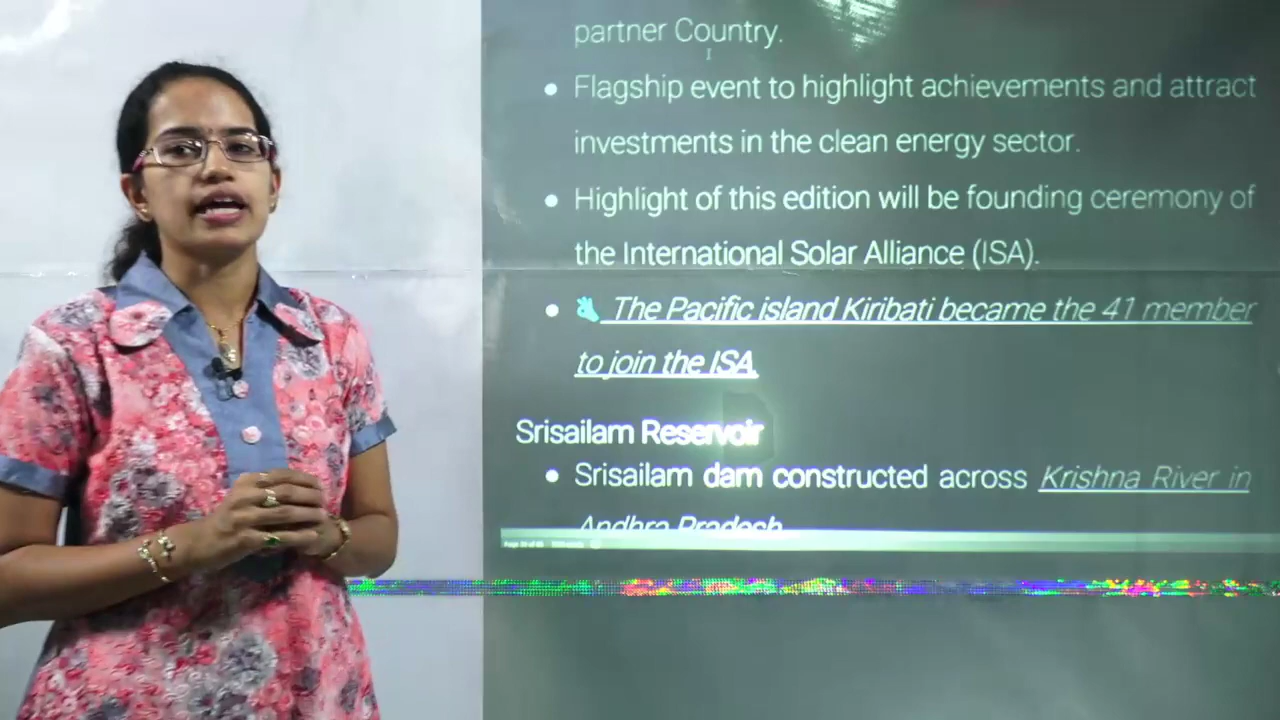 partner Country.
Flagship event to highlight achievements and attract
investments in the clean energy sector.
Highlight of this edition will be founding ceremony of
the International Solar Alliance (ISA).
The Pacific island Kiribati became the 41 member
to join the ISA.
Srisailam Reservoir
Srisailam dam constructed across Krishna River in
Andhra Pradesh